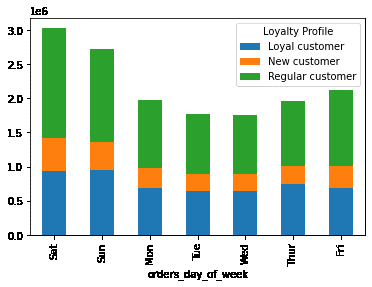 1e6
3.0
2.5
2.0
1.5
1.0
0.5
0.0
Loyalty Profile
Loyal customer
New customer
Regular customer
Sat
Sun
Mon
Tue
Wed
Thur
Fri
orders_day_of_week